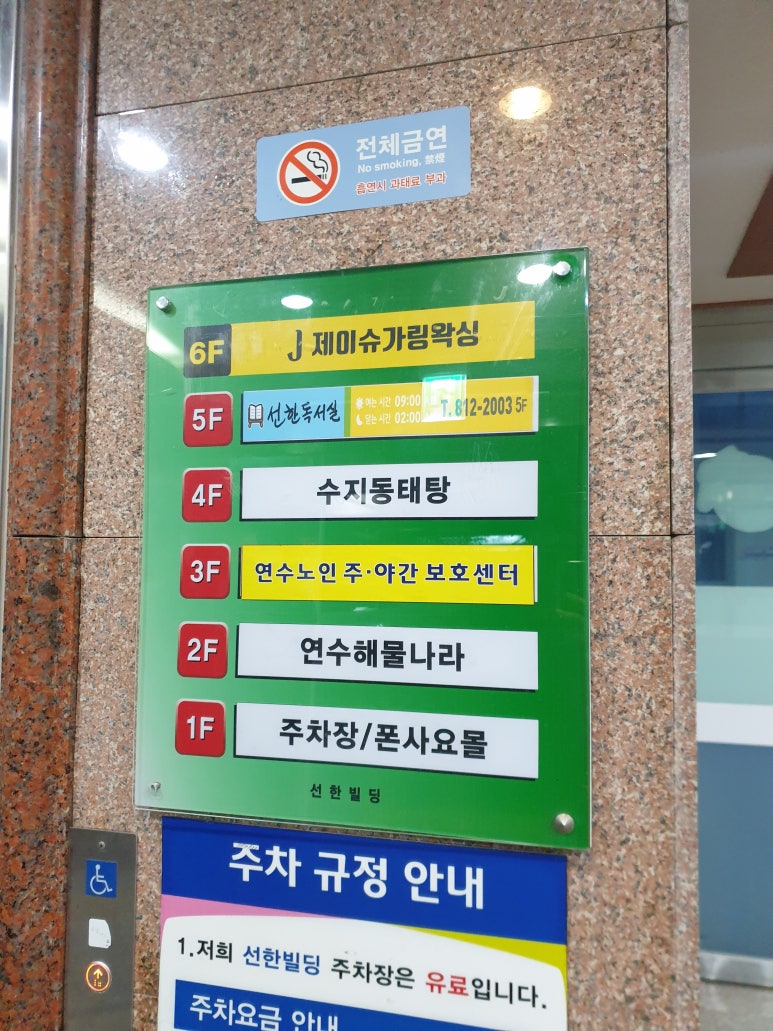 전체금연
No smoking, 禁煙
흡연시 과태료 부과
6F J 제이슈가링왁싱
5F 선한독서실 여는시간 09:00 T. 812-2003 5F
닫는시간 02:00
4F 수지동태탕
3F 연수노인 주·야간 보호센터
2F 연수해물나라
1F 주차장/폰사요몰
선한빌딩
주차 규정 안내
1.저희 선한빌딩 주차장은 유료입니다.
주차요금 안내